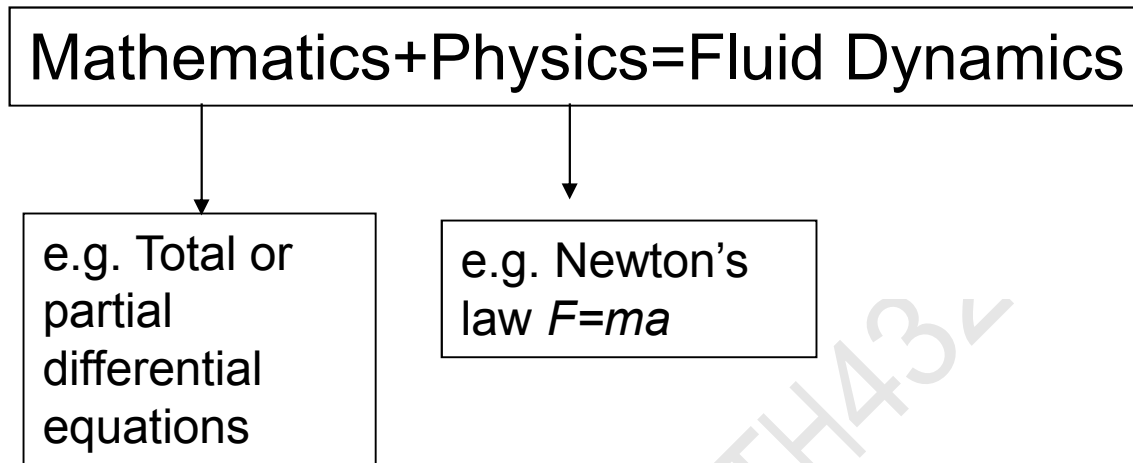 Mathematics+Physics=Fluid Dynamics
e.g. Total or
partial
differential
equations
e.g. Newton’s
law F=ma